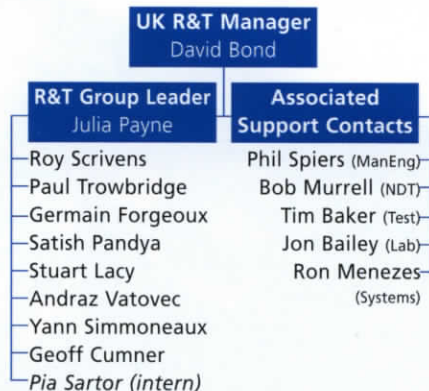 UK R&T Manager
David Bond
R&T Group Leader
Julia Payne
Roy Scrivens
Paul Trowbridge
Germain Forgeoux
Satish Pandya
Stuart Lacy
Andraz Vatovec
Yann Simmoneaux
Geoff Cumner
Pia Sartor (intern)
Associated
Support Contacts
Phil Spiers (ManEng)
Bob Murrell (NDT)
Tim Baker (Test)
Jon Bailey (Lab)
Ron Menezes
(Systems)